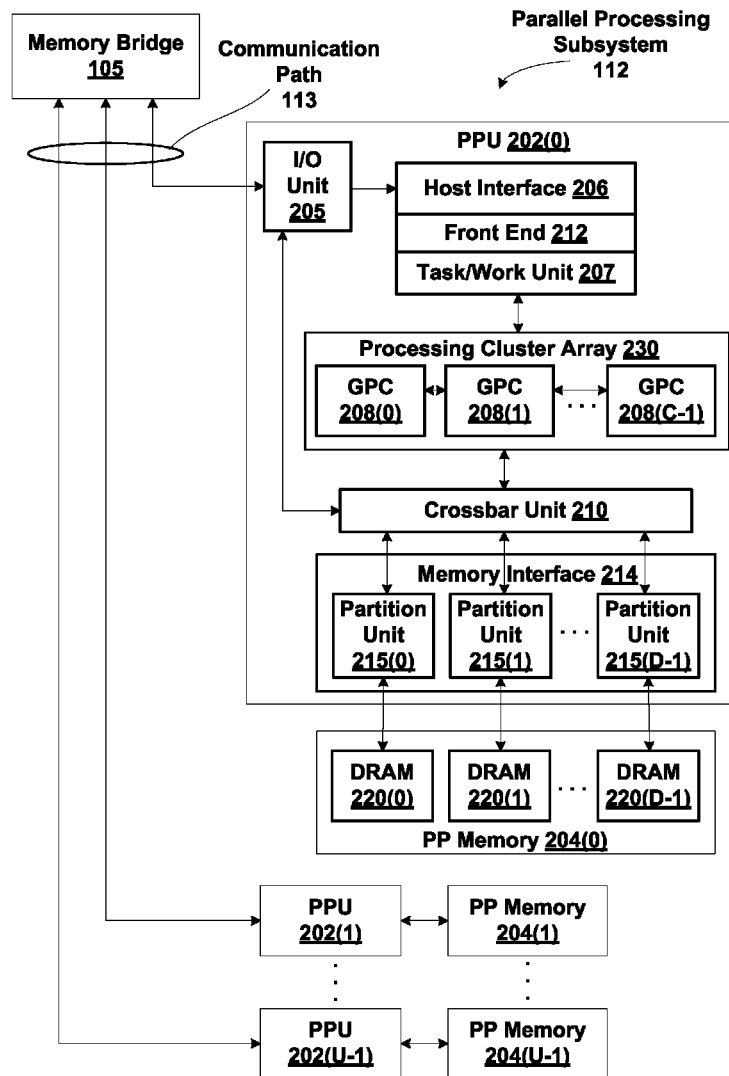 Memory Bridge
105
Communication
Path
113
Parallel Processing
Subsystem
112
PPU 202(0)
I/O
Unit
205
Host Interface 206
Front End 212
Task/Work Unit 207
Processing Cluster Array 230
GPC
208(0)
GPC
208(1)
. . .
GPC
208(C-1)
Crossbar Unit 210
Memory Interface 214
Partition
Unit
215(0)
Partition
Unit
215(1)
. . .
Partition
Unit
215(D-1)
DRAM
220(0)
DRAM
220(1)
. . .
DRAM
220(D-1)
PP Memory 204(0)
PPU
202(1)
PP Memory
204(1)
PPU
202(U-1)
PP Memory
204(U-1)